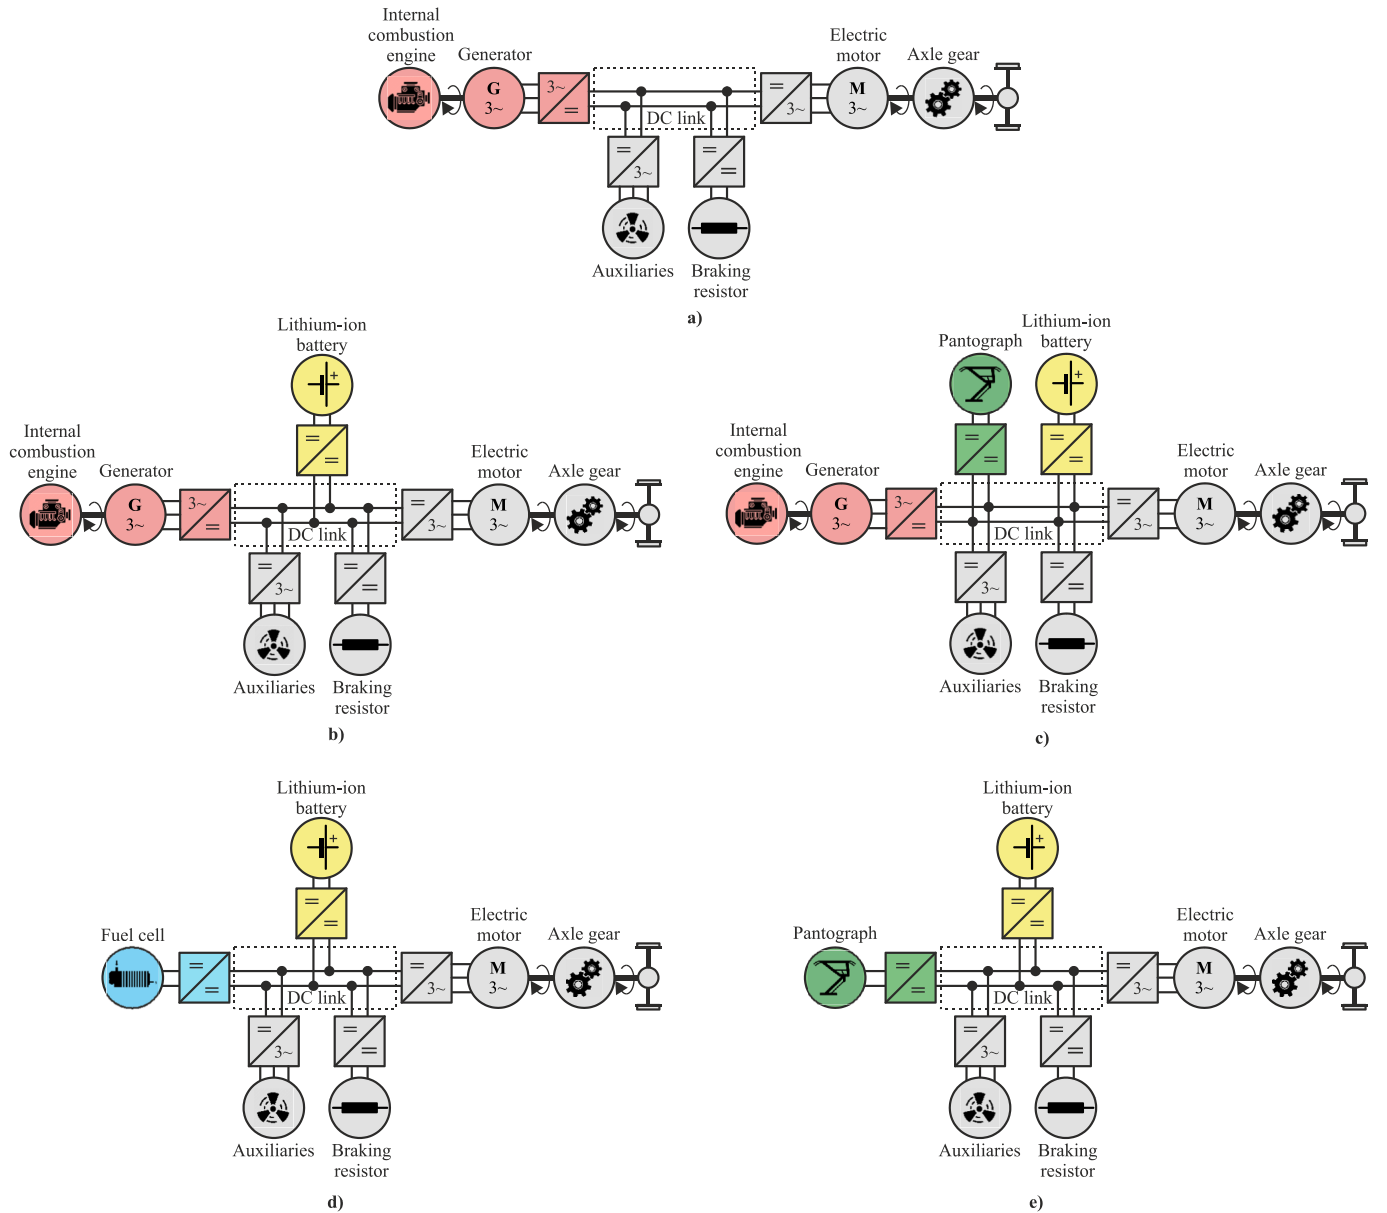 Internal
combustion
engine
Generator
Electric
motor
Axle gear
G
3~
3~
=
=
3~
M
3~
DC link
=
3~
=
=
Auxiliaries
Braking
resistor
a)
Lithium-ion
battery
+
=
=
Internal
combustion
engine
Generator
Electric
motor
Axle gear
G
3~
3~
=
=
3~
M
3~
DC link
=
3~
=
=
Auxiliaries
Braking
resistor
b)
Pantograph
Lithium-ion
battery
+
=
=
=
=
Internal
combustion
engine
Generator
Electric
motor
Axle gear
G
3~
3~
=
=
3~
M
3~
DC link
=
3~
=
=
Auxiliaries
Braking
resistor
c)
Lithium-ion
battery
+
=
=
Fuel cell
Electric
motor
Axle gear
=
=
=
3~
M
3~
DC link
=
3~
=
=
Auxiliaries
Braking
resistor
d)
Lithium-ion
battery
+
=
=
Pantograph
Electric
motor
Axle gear
=
=
=
3~
M
3~
DC link
=
3~
=
=
Auxiliaries
Braking
resistor
e)